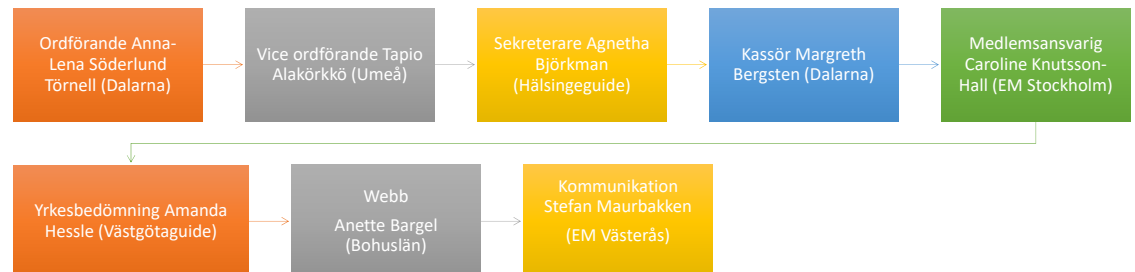 Ordförande Anna-
Lena Söderlund
Törnell (Dalarna)
Vice ordförande Tapio
Alakörkkö (Umeå)
Sekreterare Agnetha
Björkman
(Hälsingeguide)
Kassör Margreth
Bergsten (Dalarna)
Medlemsansvarig
Caroline Knutsson-
Hall (EM Stockholm)
Yrkesbedömning Amanda
Hessle (Västgötaguide)
Webb
Anette Bargel
(Bohuslän)
Kommunikation
Stefan Maurbakken
(EM Västerås)